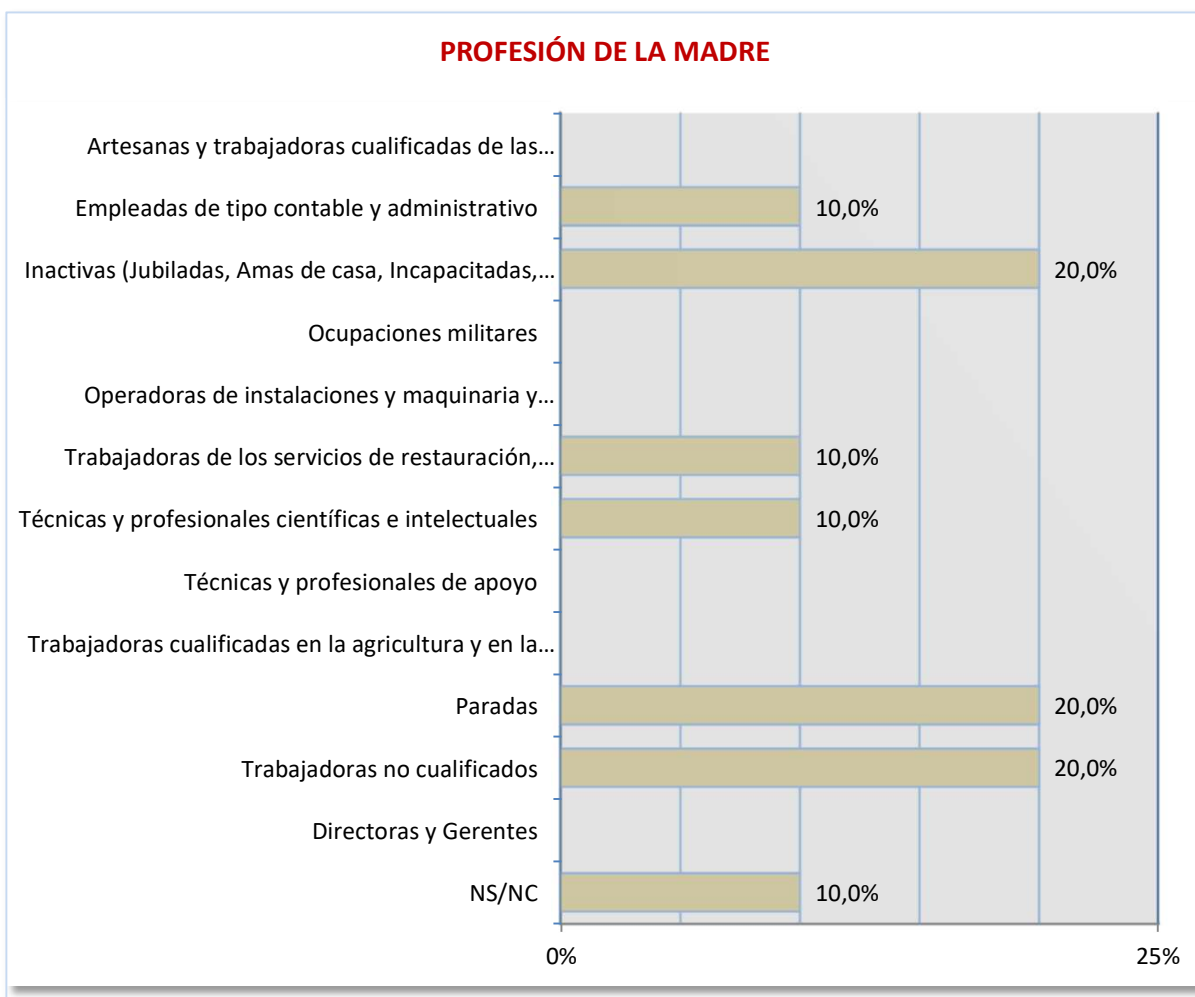 PROFESIÓN DE LA MADRE
Artesanas y trabajadoras cualificadas de las...
Empleadas de tipo contable y administrativo
10,0%
Inactivas (Jubiladas, Amas de casa, Incapacitadas,...
20,0%
Ocupaciones militares
Operadoras de instalaciones y maquinaria y...
Trabajadoras de los servicios de restauración,...
10,0%
Técnicas y profesionales científicas e intelectuales
10,0%
Técnicas y profesionales de apoyo
Trabajadoras cualificadas en la agricultura y en la...
Paradas
20,0%
Trabajadoras no cualificados
20,0%
Directoras y Gerentes
NS/NC
10,0%
0%
25%